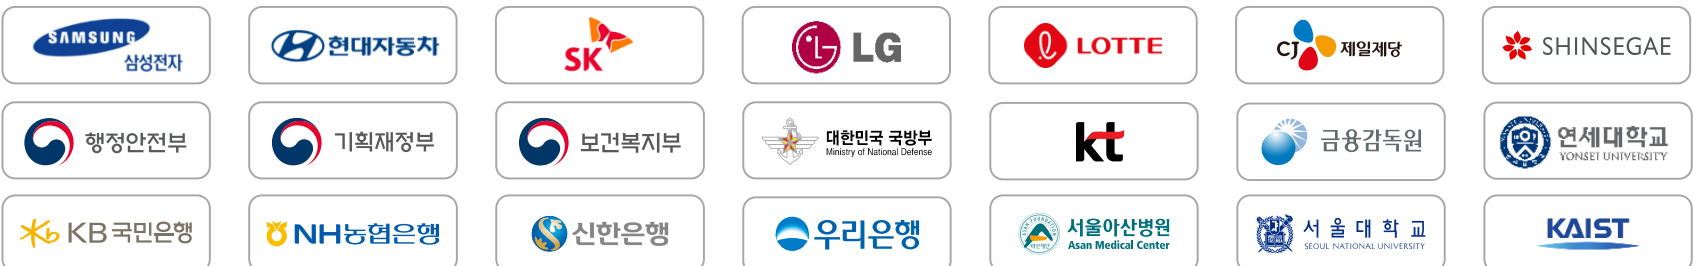 SAMSUNG
삼성전자
현대자동차
SK
LG
LOTTE
CJ 제일제당
SHINSEGAE
행정안전부
기획재정부
보건복지부
대한민국 국방부
Ministry of National Defense
kt
금융감독원
연세대학교
YONSEI UNIVERSITY
KB 국민은행
NH농협은행
신한은행
우리은행
서울아산병원
Asan Medical Center
서울대학교
SEOUL NATIONAL UNIVERSITY
KAIST